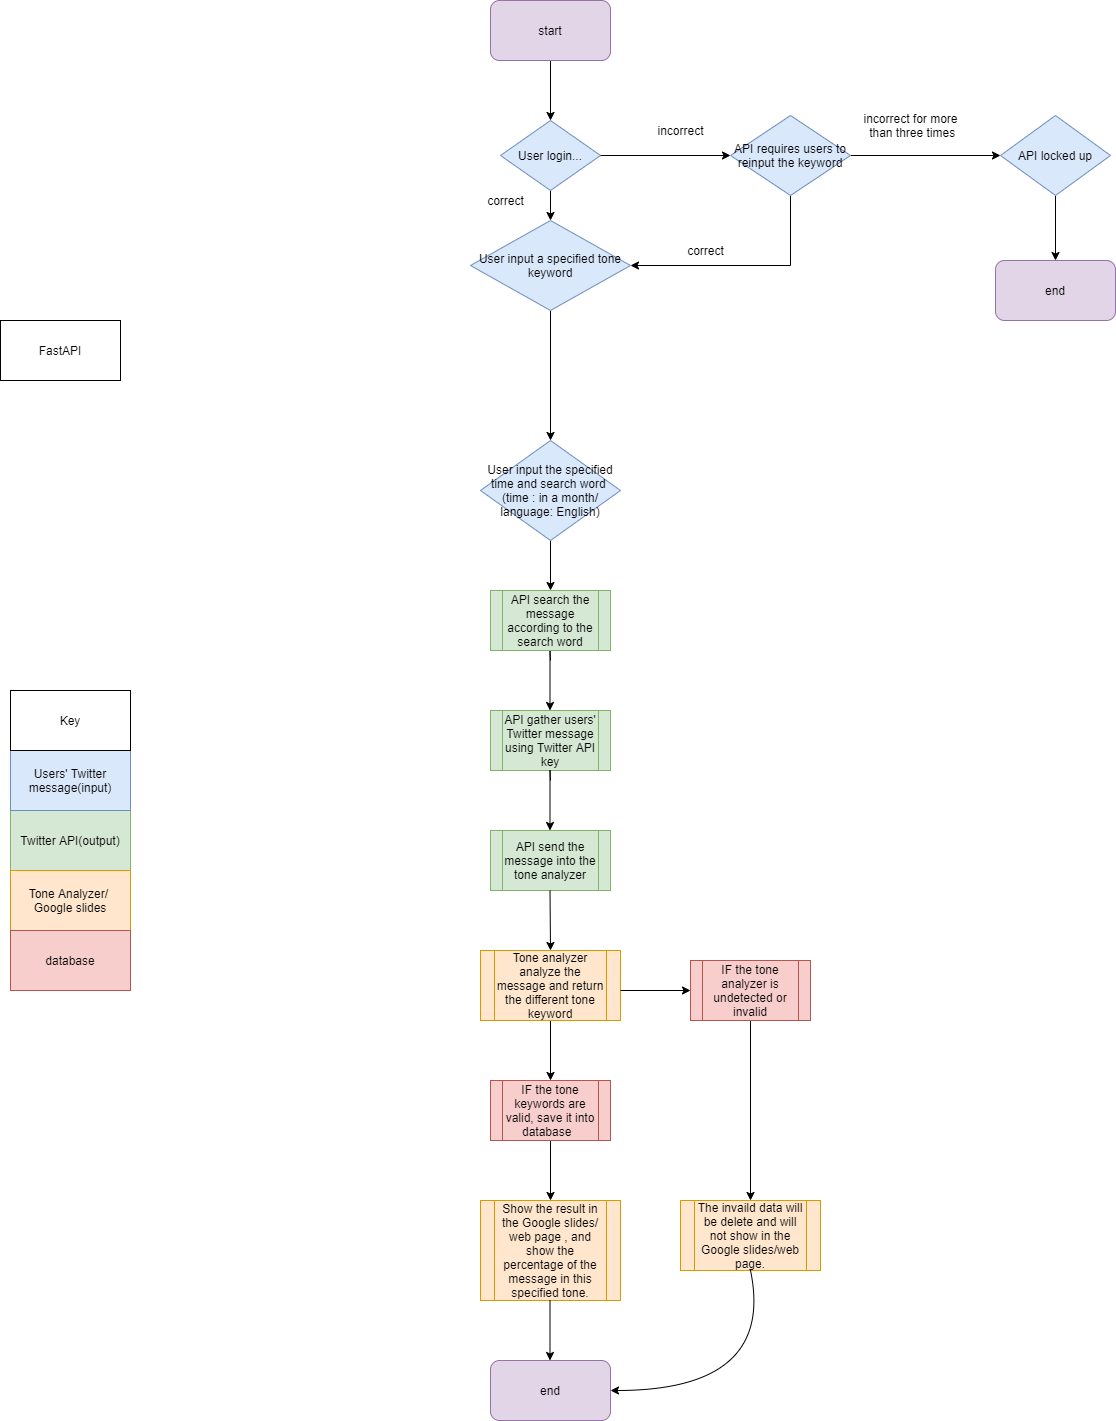 start
User login...
incorrect
API requires users to
reinput the keyword
incorrect for more
than three times
API locked up
correct
User input a specified tone
keyword
correct
end
FastAPI
User input the specified
time and search word
(time : in a month/
language: English)
API search the
message
according to the
search word
Key
API gather users'
Twitter message
using Twitter API
key
Users' Twitter
message(input)
Twitter API(output)
API send the
message into the
tone analyzer
Tone Analyzer/
Google slides
database
Tone analyzer
analyze the
message and return
the different tone
keyword
IF the tone
analyzer is
undetected or
invalid
IF the tone
keywords are
valid, save it into
database
Show the result in
the Google slides/
web page , and
show the
percentage of the
message in this
specified tone.
The invaild data will
be delete and will
not show in the
Google slides/web
page.
end